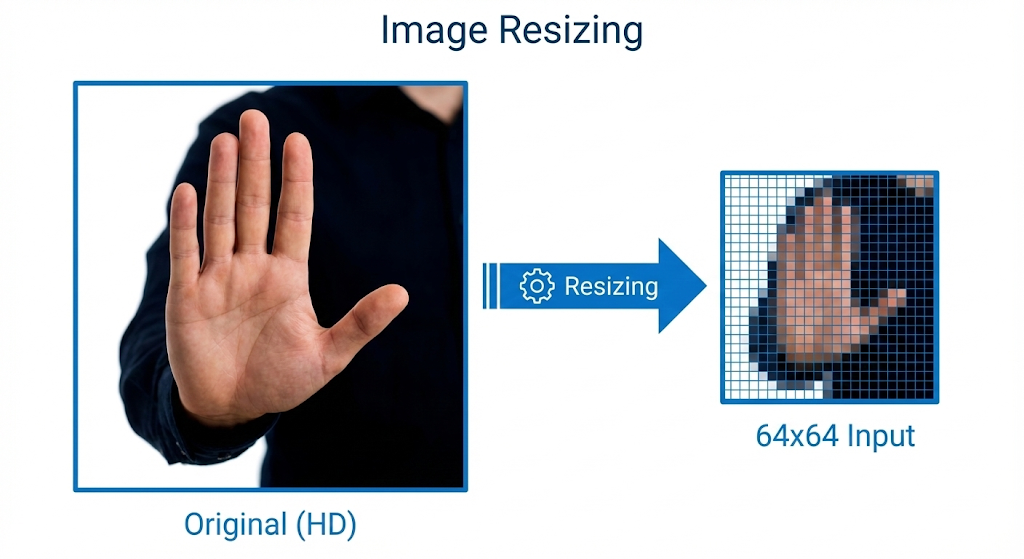 Image Resizing
Resizing
Original (HD)
64x64 Input